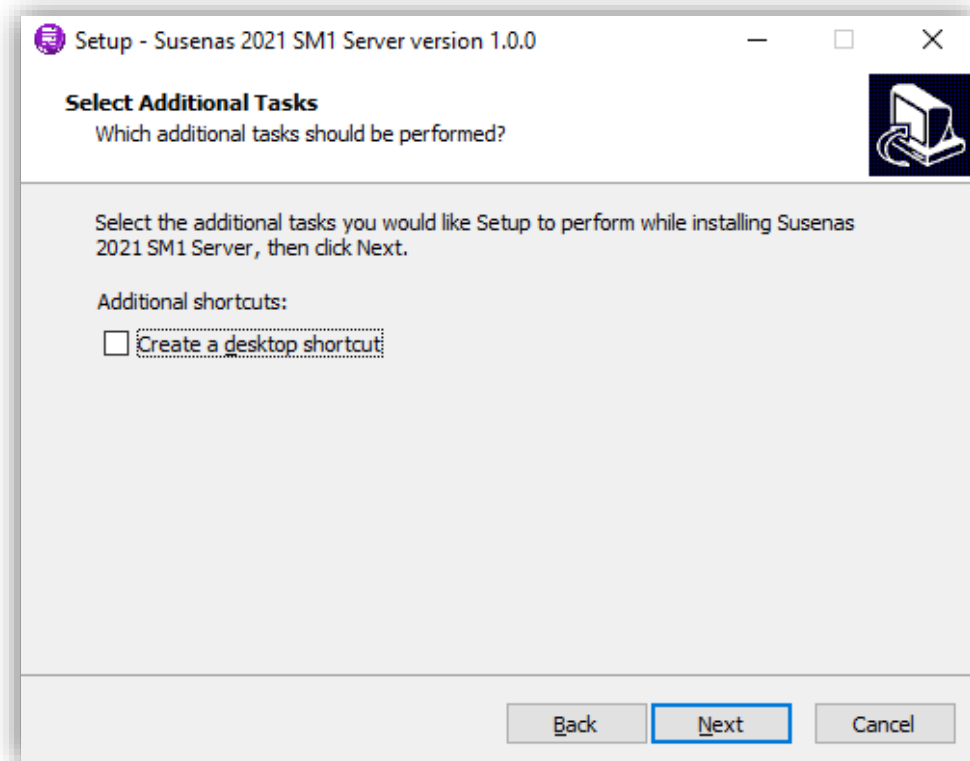 Setup - Susenas 2021 SM1 Server version 1.0.0
Select Additional Tasks
Which additional tasks should be performed?
Select the additional tasks you would like Setup to perform while installing Susenas
2021 SM1 Server, then click Next.
Additional shortcuts:
Create a desktop shortcut
Back Next Cancel